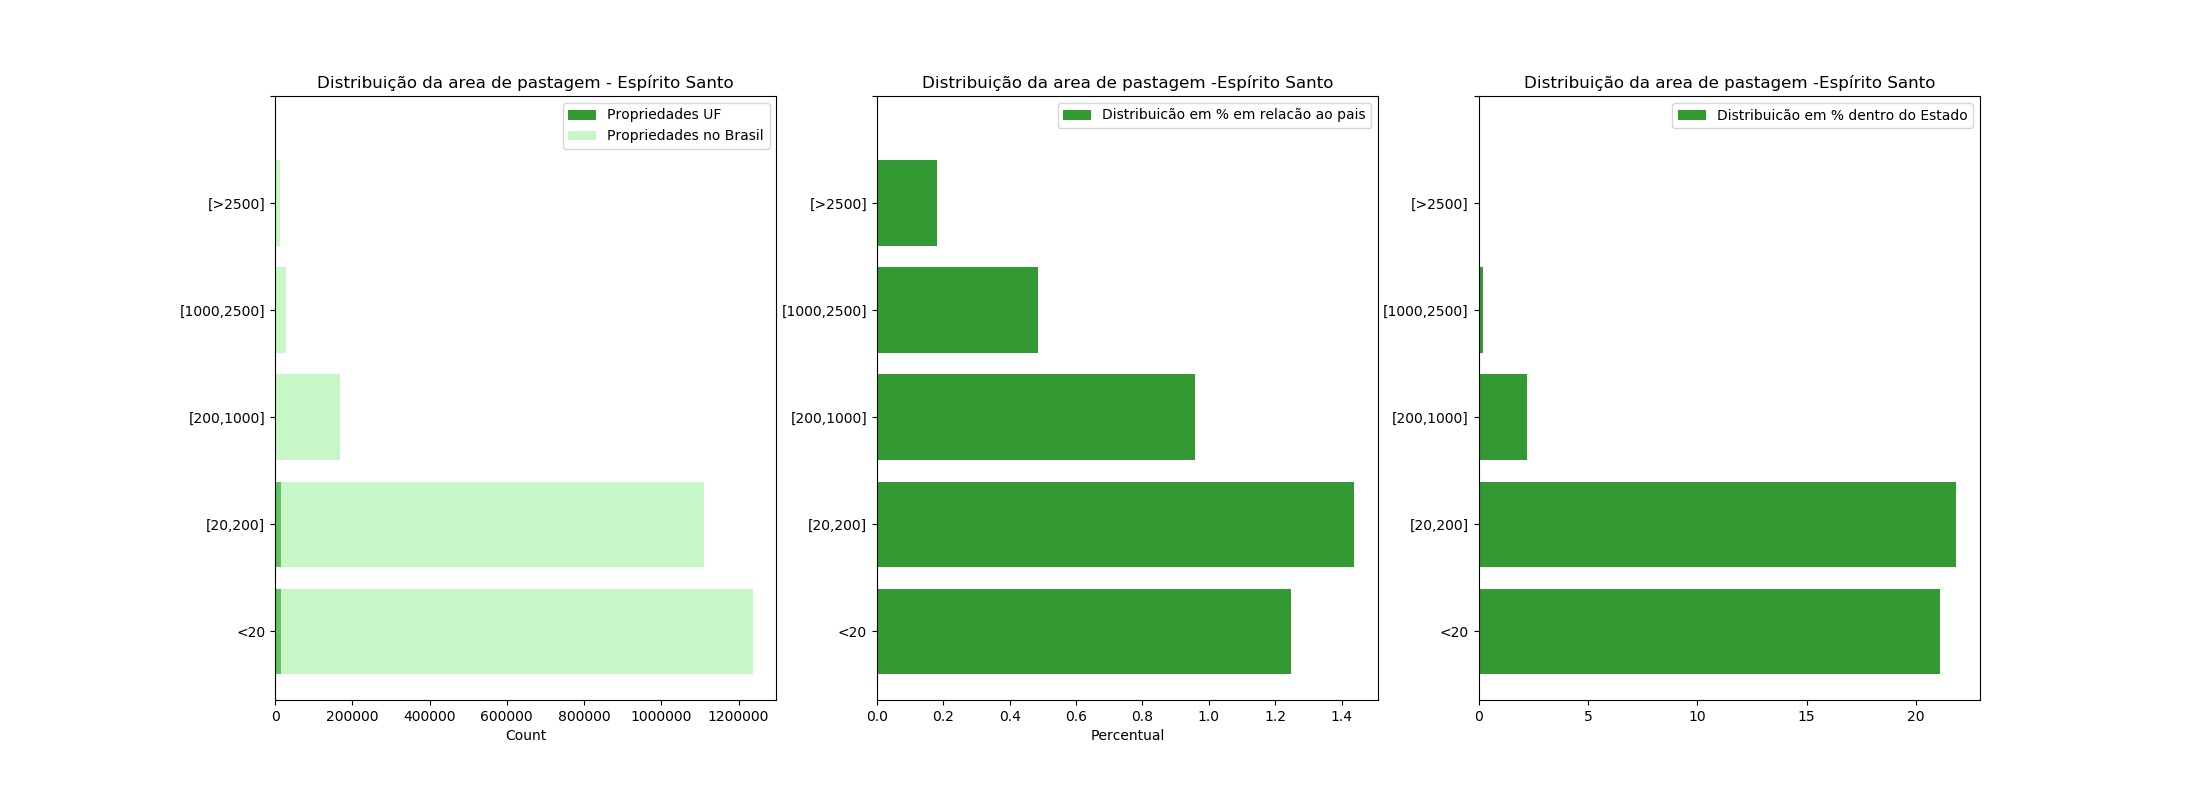 Distribuição da area de pastagem - Espírito Santo
Propriedades UF
Propriedades no Brasil
[>2500]
[1000,2500]
[200,1000]
[20,200]
<20
0 200000 400000 600000 800000 1000000 1200000
Count
Distribuição da area de pastagem -Espírito Santo
Distribuicão em % em relacão ao pais
[>2500]
[1000,2500]
[200,1000]
[20,200]
<20
0.0 0.2 0.4 0.6 0.8 1.0 1.2 1.4
Percentual
Distribuição da area de pastagem -Espírito Santo
Distribuicão em % dentro do Estado
[>2500]
[1000,2500]
[200,1000]
[20,200]
<20
0 5 10 15 20